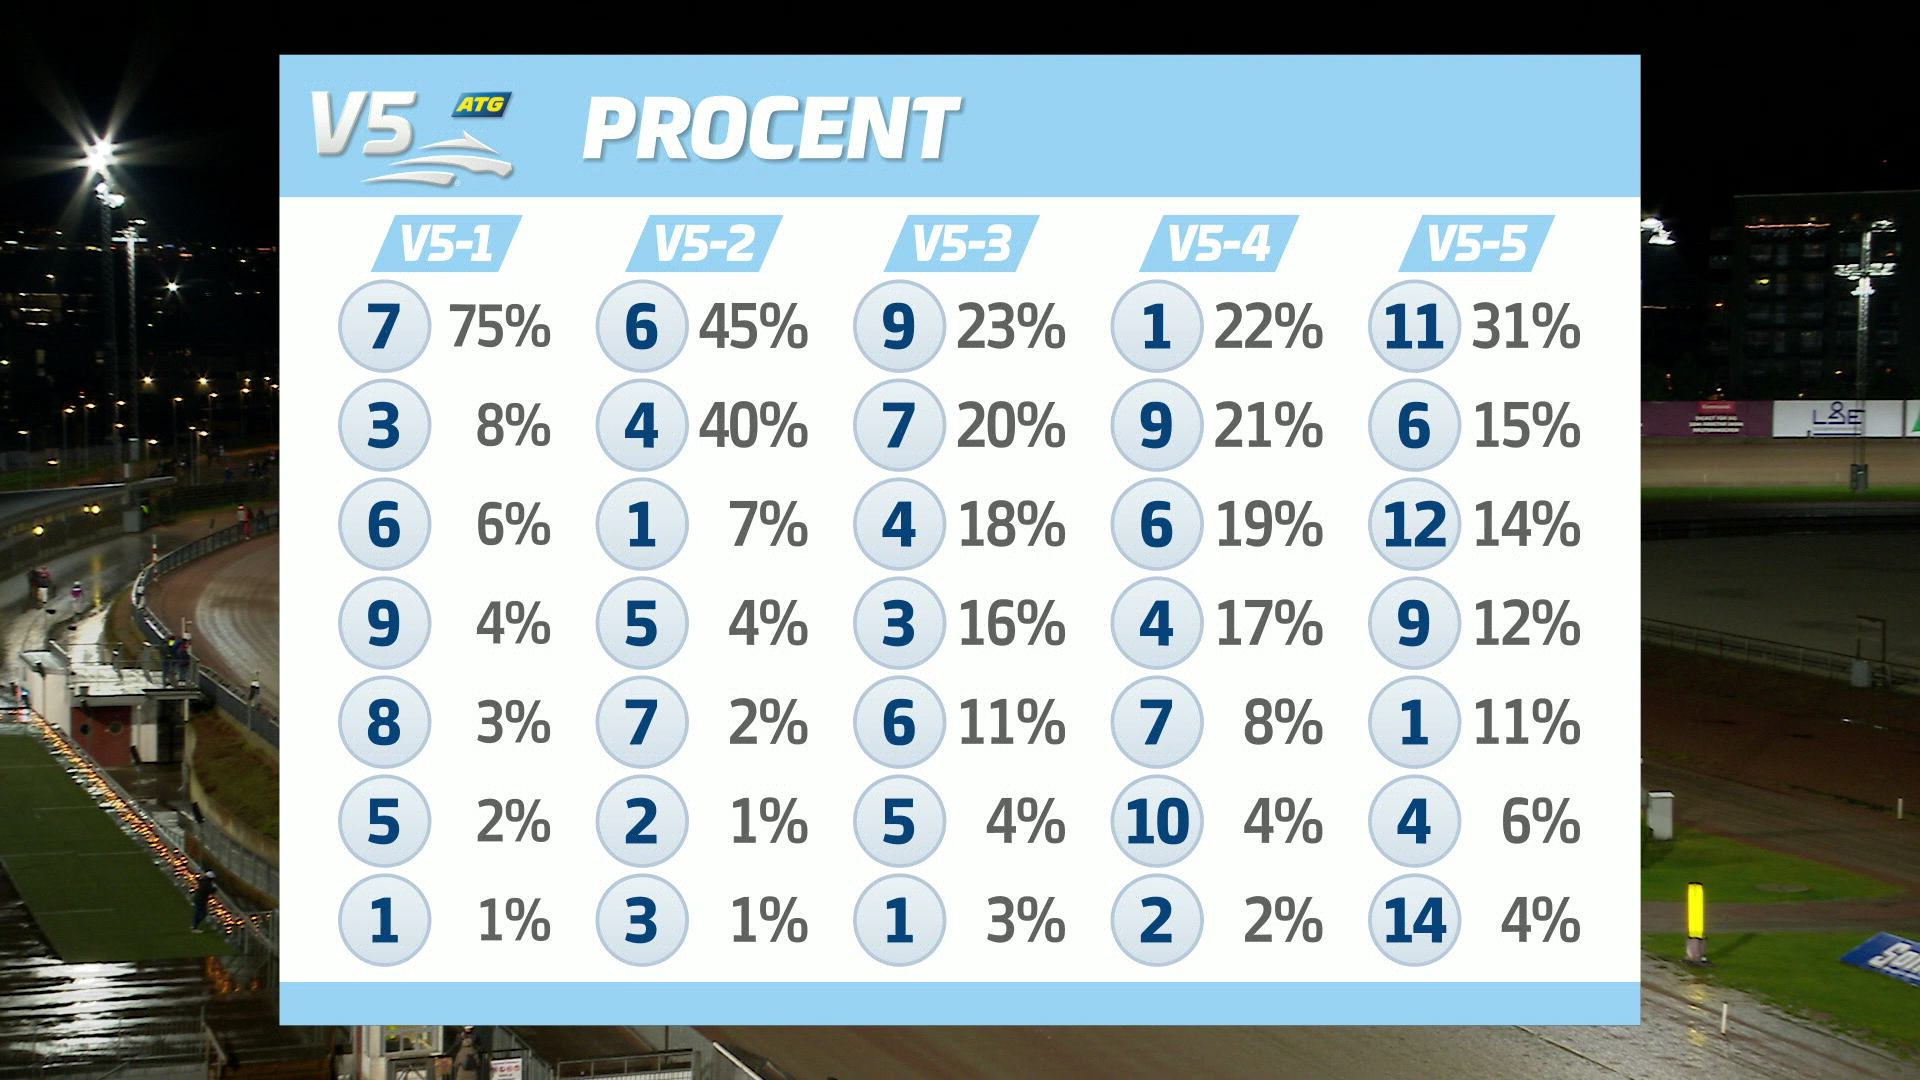 V5 ATG PROCENT
V5-1 V5-2 V5-3 V5-4 V5-5
7 75% 6 45% 9 23% 1 22% 11 31%
3 8% 4 40% 7 20% 9 21% 6 15%
6 6% 1 7% 4 18% 6 19% 12 14%
9 4% 5 4% 3 16% 4 17% 9 12%
8 3% 7 2% 6 11% 7 8% 1 11%
5 2% 2 1% 5 4% 10 4% 4 6%
1 1% 3 1% 1 3% 2 2% 14 4%